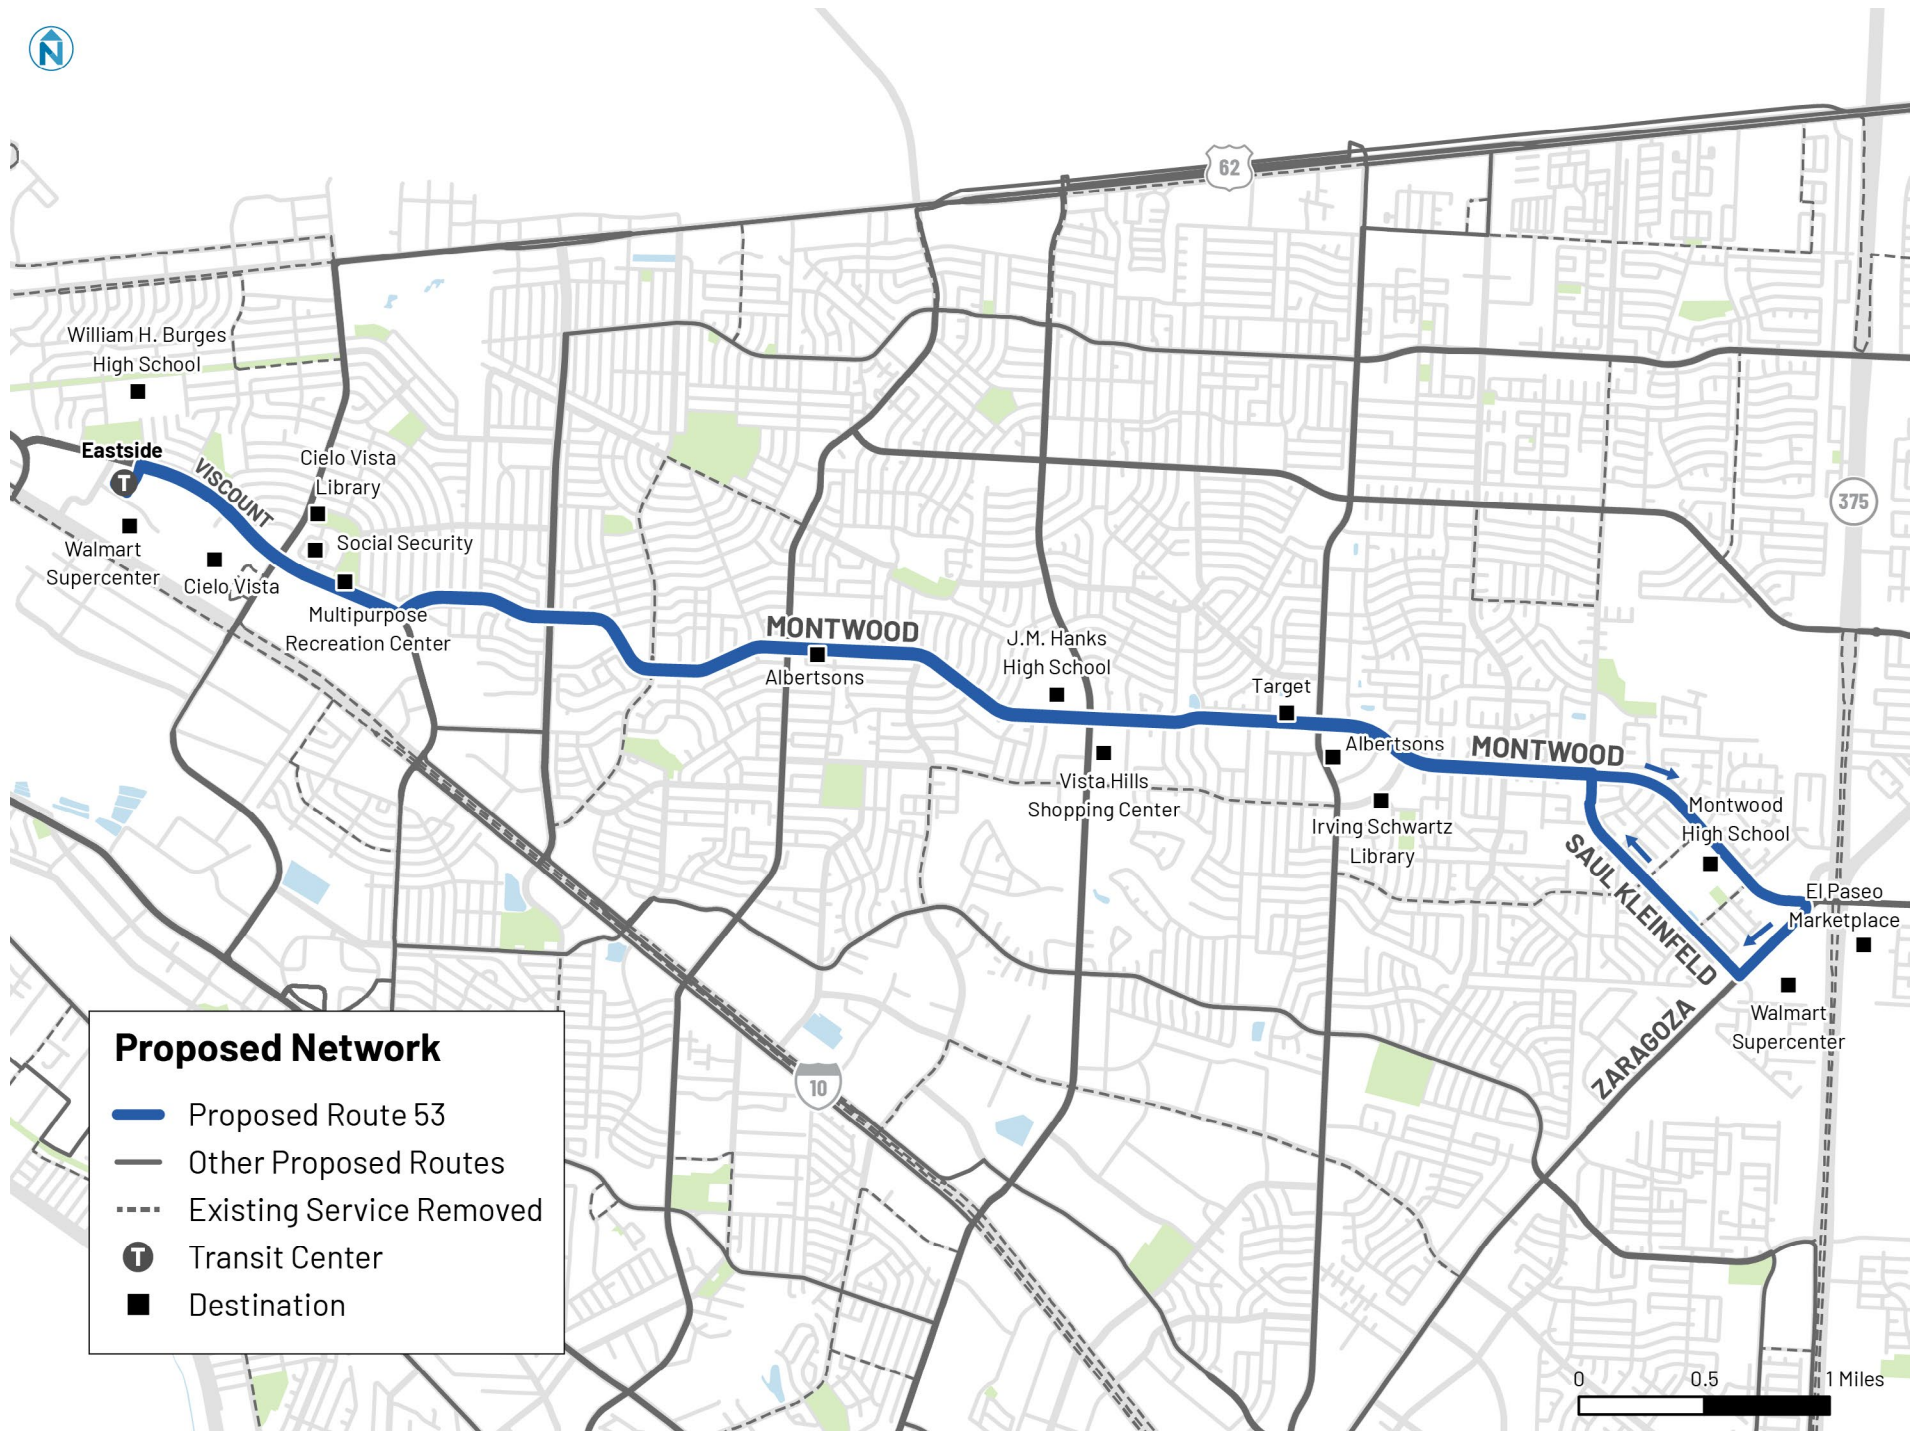 N
62
William H. Burges
High School
Eastside
T
VISCOUNT
Cielo Vista
Library
375
Social Security
Walmart
Supercenter
Cielo Vista
Multipurpose
Recreation Center
MONTWOOD
Albertsons
J.M. Hanks
High School
Target
Albertsons
MONTWOOD
Vista Hills
Shopping Center
Irving Schwartz
Library
Montwood
High School
SAUL KLEINFELD
El Paseo
Marketplace
Walmart
Supercenter
ZARAGOZA
10
Proposed Network
Proposed Route 53
Other Proposed Routes
Existing Service Removed
T
Transit Center
Destination
0 0.5 1 Miles